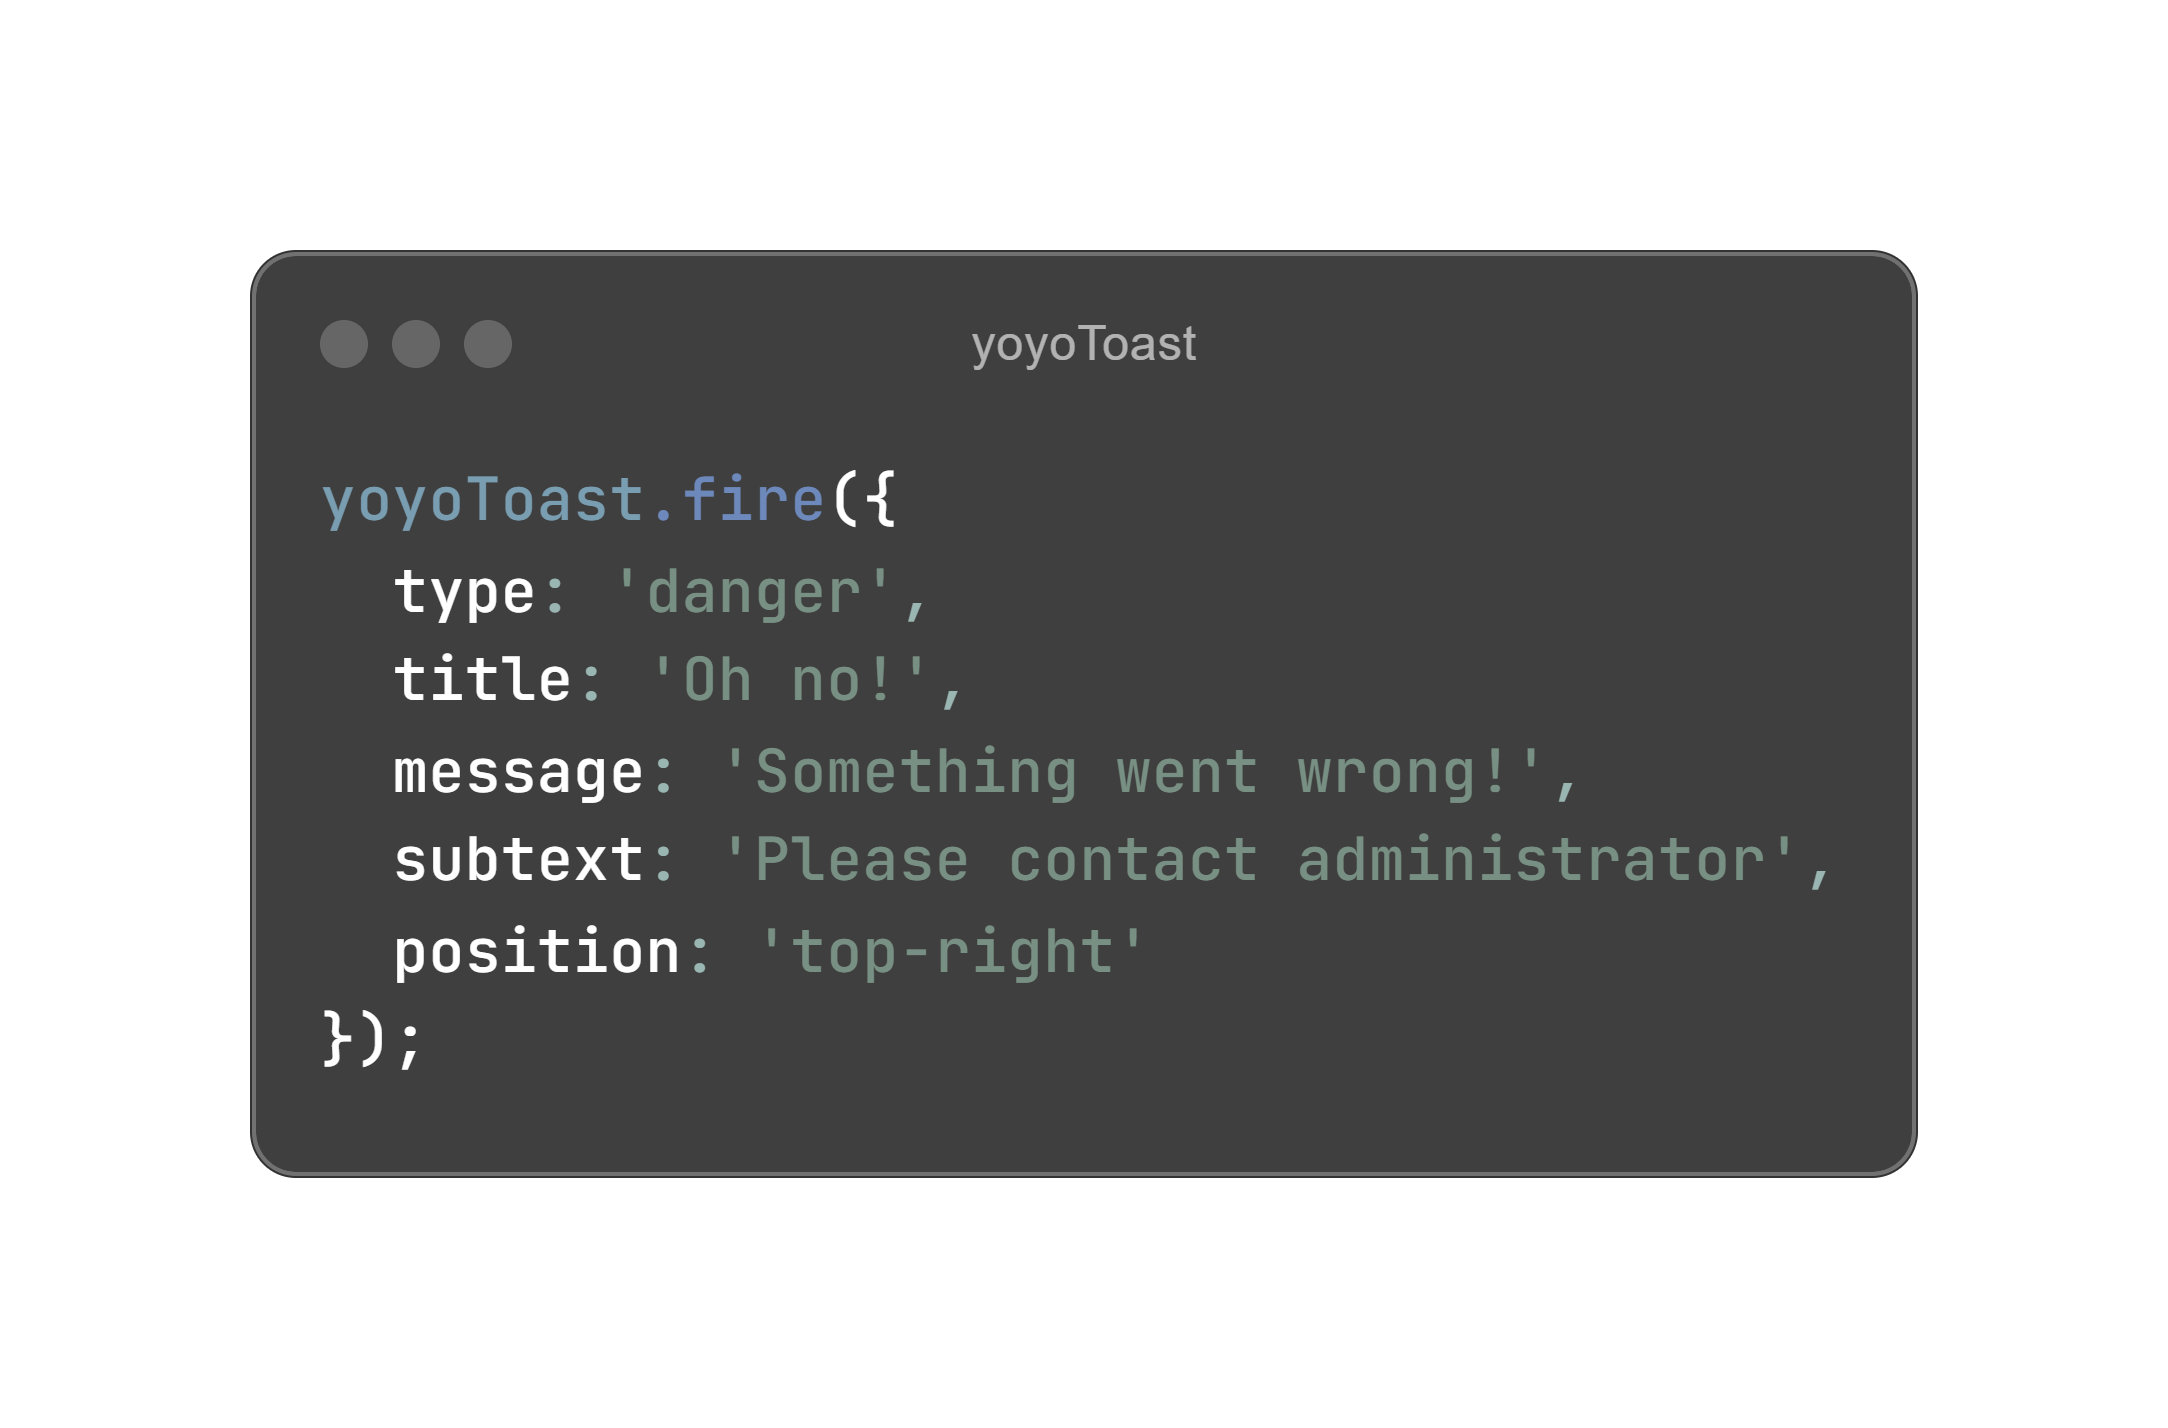 yoyoToast
yoyoToast.fire({
  type: 'danger',
  title: 'Oh no!',
  message: 'Something went wrong!',
  subtext: 'Please contact administrator',
  position: 'top-right'
});